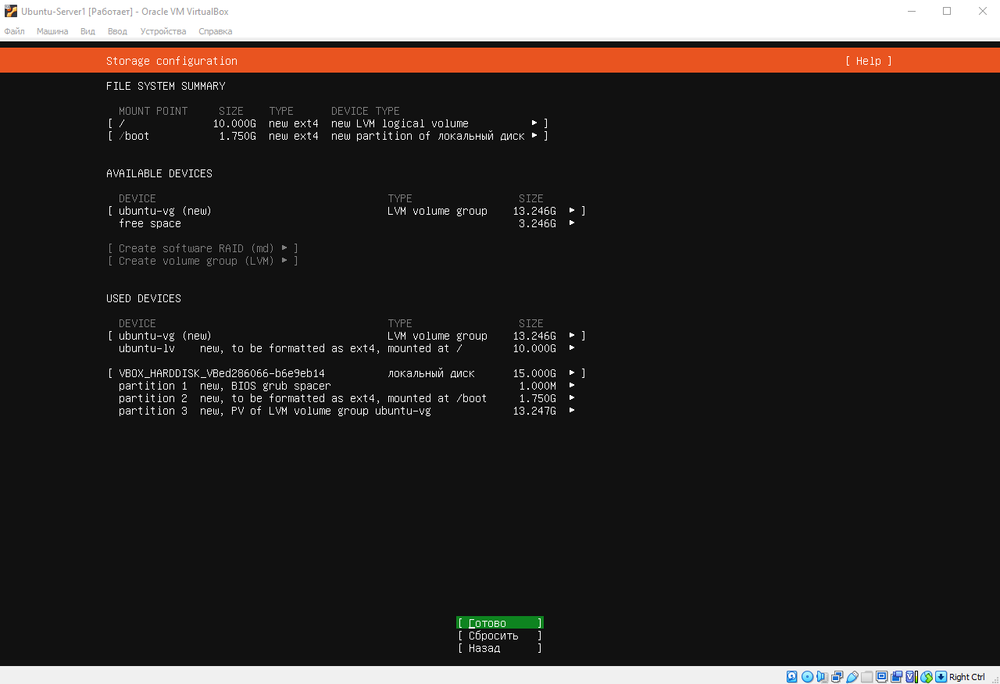 Ubuntu-Server1 [Работает] - Oracle VM VirtualBox
Файл Машина Вид Ввод Устройства Справка
Storage configuration [ Help ]
FILE SYSTEM SUMMARY
MOUNT POINT SIZE TYPE DEVICE TYPE
[ / 10.000G new ext4 new LVM logical volume ▸ ]
[ /boot 1.750G new ext4 new partition of локальный диск ▸ ]
AVAILABLE DEVICES
DEVICE TYPE SIZE
[ ubuntu-vg (new) LVM volume group 13.246G ▸ ]
free space 3.246G ▸
[ Create software RAID (md) ▸ ]
[ Create volume group (LVM) ▸ ]
USED DEVICES
DEVICE TYPE SIZE
[ ubuntu-vg (new) LVM volume group 13.246G ▸ ]
ubuntu-lv new, to be formatted as ext4, mounted at / 10.000G ▸
[ VBOX_HARDDISK_VBed286066-b6e9eb14 локальный диск 15.000G ▸ ]
partition 1 new, BIOS grub spacer 1.000M ▸
partition 2 new, to be formatted as ext4, mounted at /boot 1.750G ▸
partition 3 new, PV of LVM volume group ubuntu-vg 13.247G ▸
[ Готово ]
[ Сбросить ]
[ Назад ]
Right Ctrl